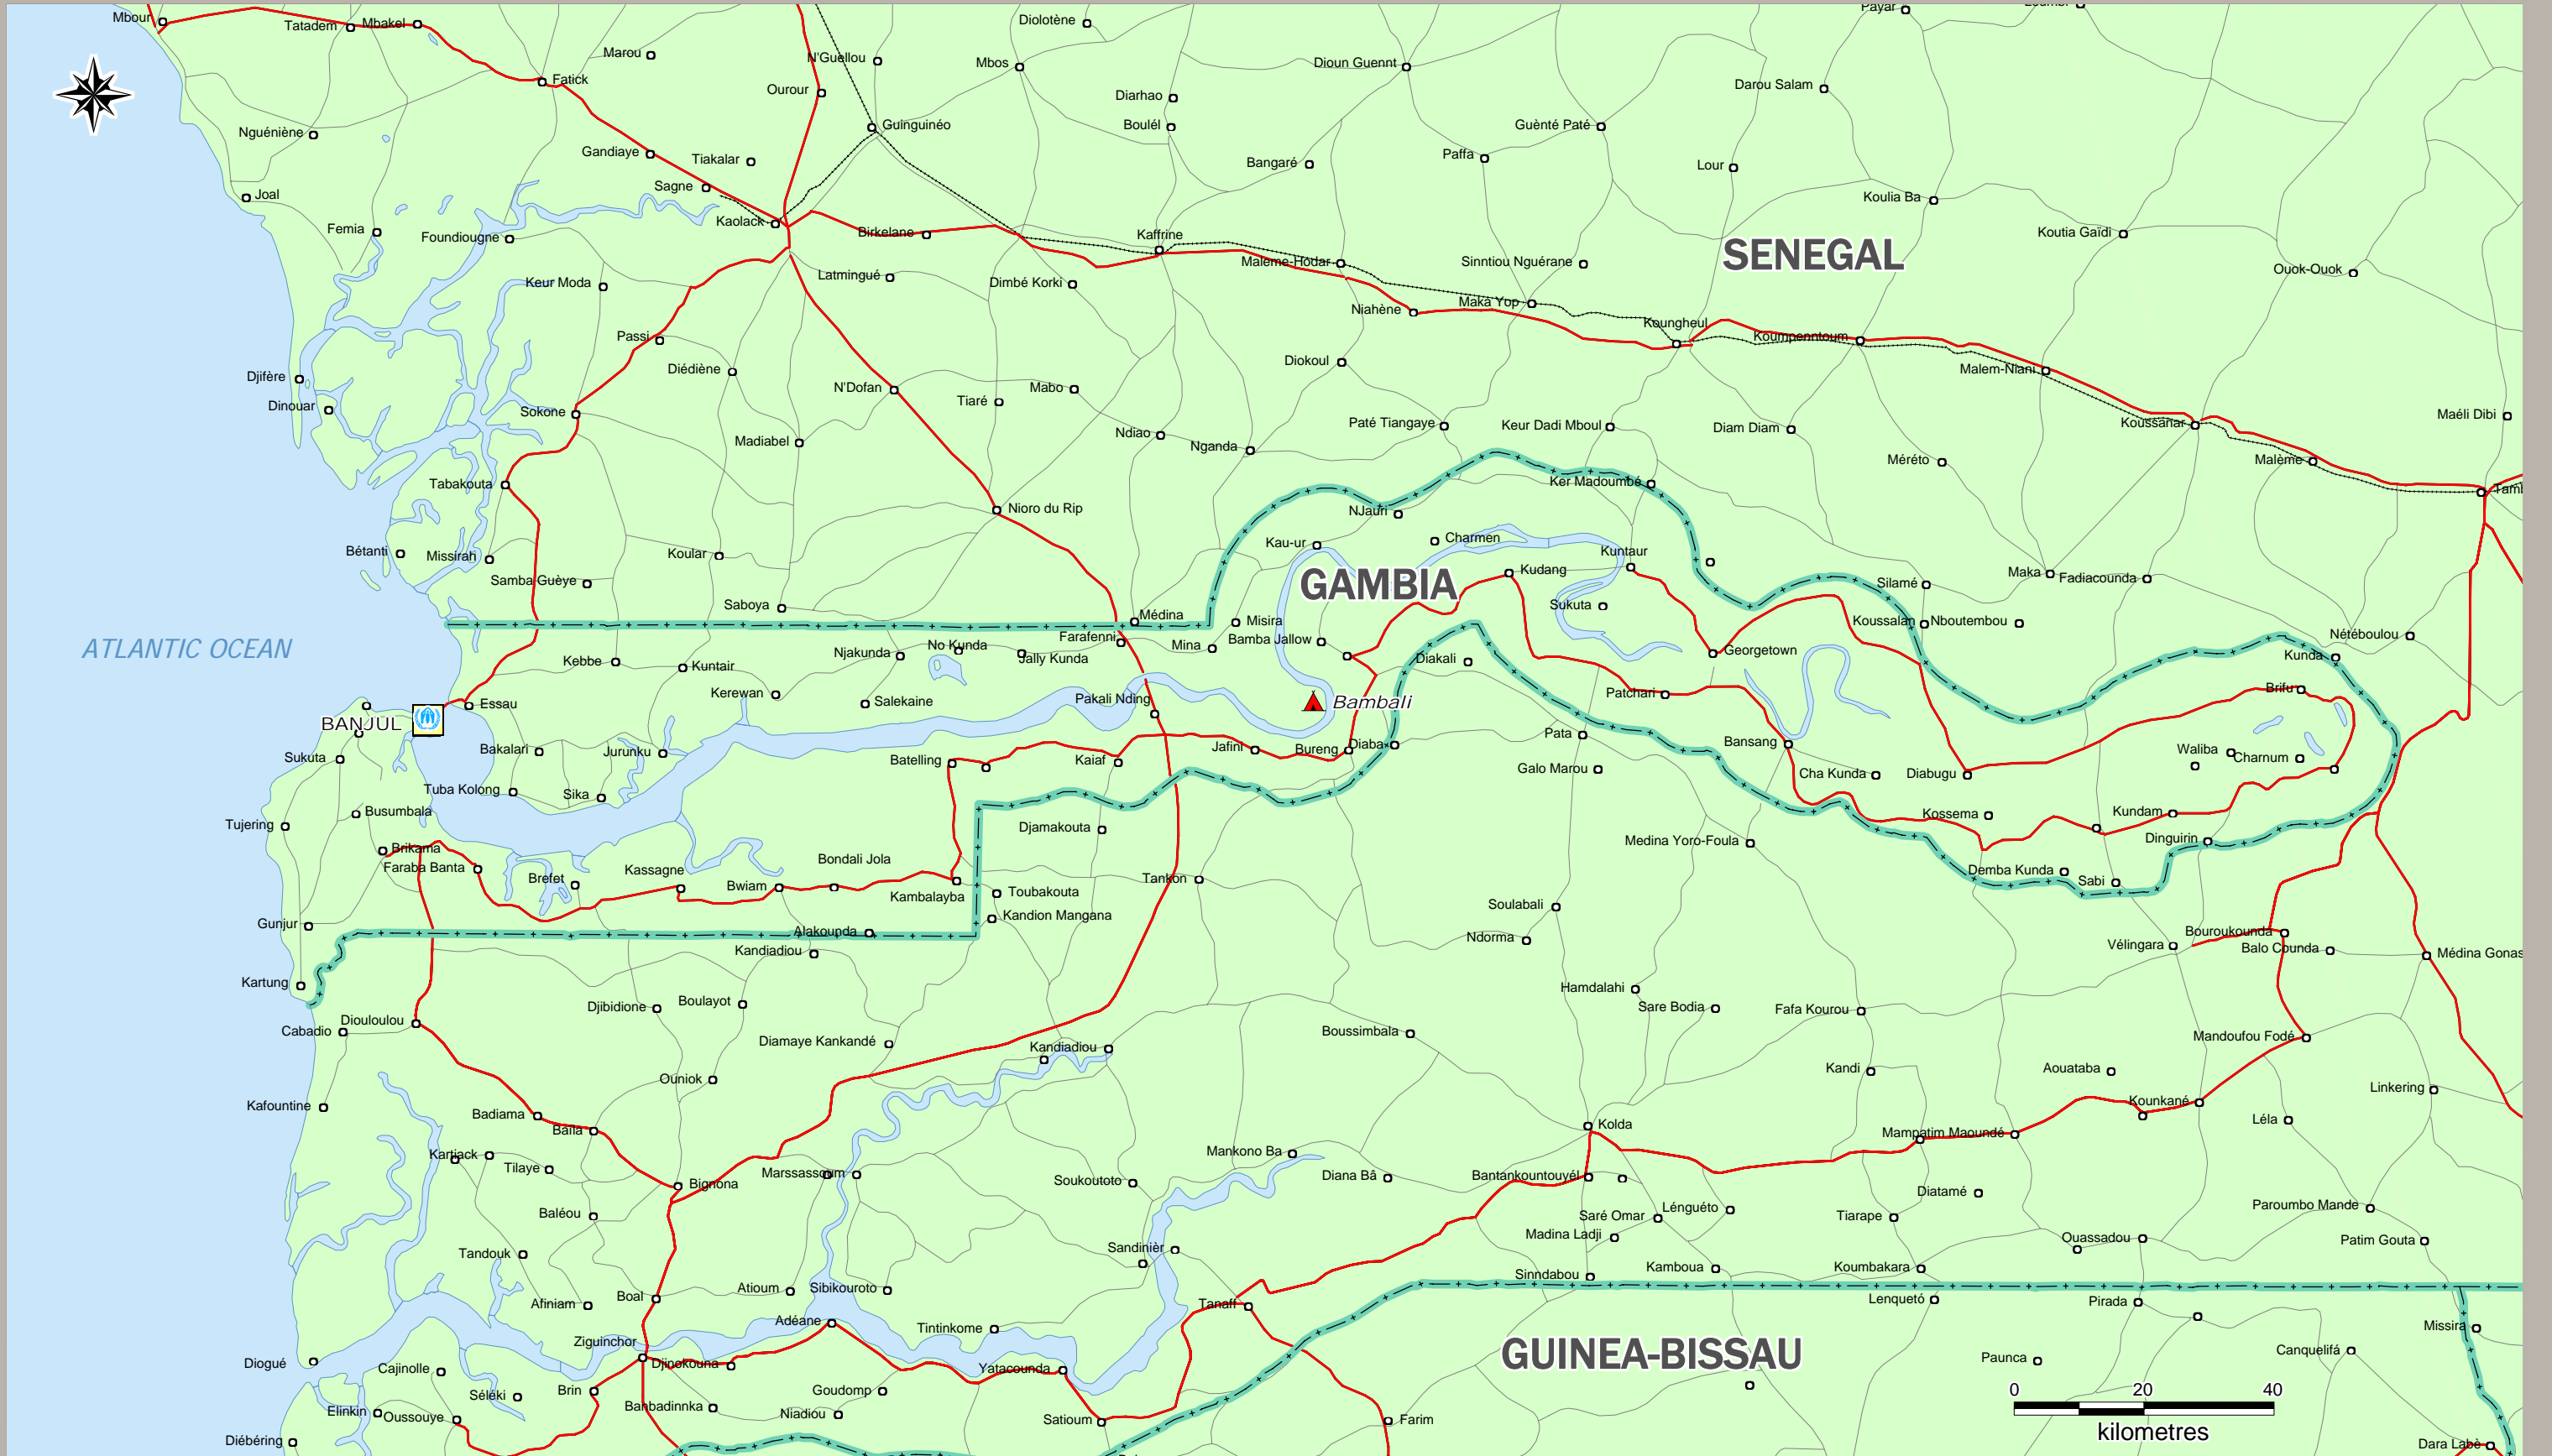 Mbour
Tatadem
Mbakel
Diolotène
Payar
Marou
N'Guellou
Mbos
Dioun Guennt
Fatick
Ourour
Diarhao
Darou Salam
Nguéniène
Guinguinéo
Boulél
Guènté Paté
Gandiaye
Tiakalar
Bangaré
Paffa
Lour
Sagne
Joal
Koulia Ba
Kaolack
Femia
Foundiougne
Birkelane
Kaffrine
SENEGAL
Koutia Gaïdi
Latmingué
Maleme-Hodar
Sinntiou Nguérane
Ouok-Ouok
Keur Moda
Dimbé Korki
Niahène
Maka Yop
Koungheul
Koumpenntoum
Passi
Diédiène
Diokoul
Malem-Niani
Djifère
N'Dofan
Mabo
Dinouar
Sokone
Tiaré
Maéli Dibi
Madiabel
Ndiao
Nganda
Paté Tiangaye
Keur Dadi Mboul
Diam Diam
Koussanar
Méréto
Malème
Tabakouta
Ker Madoumbé
Nioro du Rip
NJauri
Bétanti
Missirah
Koular
Kau-ur
Charmen
Kuntaur
Samba Guèye
GAMBIA
Kudang
Silamé
Maka
Fadiacounda
Saboya
Médina
Misira
Sukuta
Koussalan
Nboutembou
ATLANTIC OCEAN
Farafenni
Mina
Bamba Jallow
Nétéboulou
Kebbe
Kuntair
Njakunda
No Kunda
Jally Kunda
Diakali
Georgetown
Kunda
Kerewan
Salekaine
Pakali Nding
Bambali
Patchari
Brifu
Essau
BANJUL
Bakalari
Jurunku
Jafini
Bureng
Diaba
Pata
Bansang
Waliba
Charnum
Sukuta
Batelling
Kaiaf
Galo Marou
Cha Kunda
Diabugu
Tuba Kolong
Sika
Busumbala
Tujering
Djamakouta
Kossema
Kundam
Medina Yoro-Foula
Dinguirin
Brikama
Faraba Banta
Brefet
Kassagne
Bwiam
Bondali Jola
Kambalayba
Toubakouta
Tankon
Demba Kunda
Sabi
Kandion Mangana
Soulabali
Gunjur
Alakounda
Kandiadiou
Ndorma
Bouroukounda
Vélingara
Balo Counda
Médina Gonas
Kartung
Djibidione
Boulayot
Hamdalahi
Sare Bodia
Fafa Kourou
Cabadio
Diouloulou
Diamaye Kankandé
Kandiadiou
Boussimbala
Mandoufou Fodé
Ouniok
Kandi
Aouataba
Linkering
Kafountine
Badiama
Baïla
Kolda
Kounkané
Léla
Mampatim Maoundé
Kartiack
Tilaye
Bignona
Marssassoum
Mankono Ba
Soukoutoto
Diana Bâ
Bantankountouyél
Baléou
Saré Omar
Lénguéto
Diatamé
Tiarape
Paroumbo Mande
Tandouk
Sandinièr
Madina Ladji
Ouassadou
Patim Gouta
Afiniam
Boal
Atioum
Sibikouroto
Sinndabou
Kamboua
Koumbakara
Tanaff
Lenquetó
Pirada
Adéane
Tintinkome
Missira
Ziguinchor
Djinokouna
GUINEA-BISSAU
Diogué
Cajinolle
Yatacounda
Paunca
Canquelifá
Séléki
Brin
Goudomp
Banbadinnka
Niadiou
Satioum
Farim
Elinkin
Oussouye
Diébéring
0 20 40
kilometres
Dara Labè